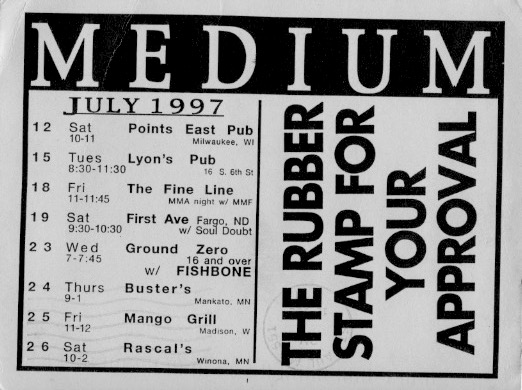 MEDIUM
JULY 1997
12 Sat Points East Pub
10-11 Milwaukee, WI
15 Tues Lyon's Pub
8:30-11:30 16 S. 6th St
18 Fri The Fine Line
11-11:45 MMA night w/ MMF
19 Sat First Ave Fargo, ND
9:30-10:30 w/ Soul Doubt
23 Wed Ground Zero
7-7:45 16 and over
w/ FISHBONE
24 Thurs Buster's
9-1 Mankato, MN
25 Fri Mango Grill
11-12 Madison, W
26 Sat Rascal's
10-2 Winona, MN
THE RUBBER
STAMP FOR
YOUR
APPROVAL